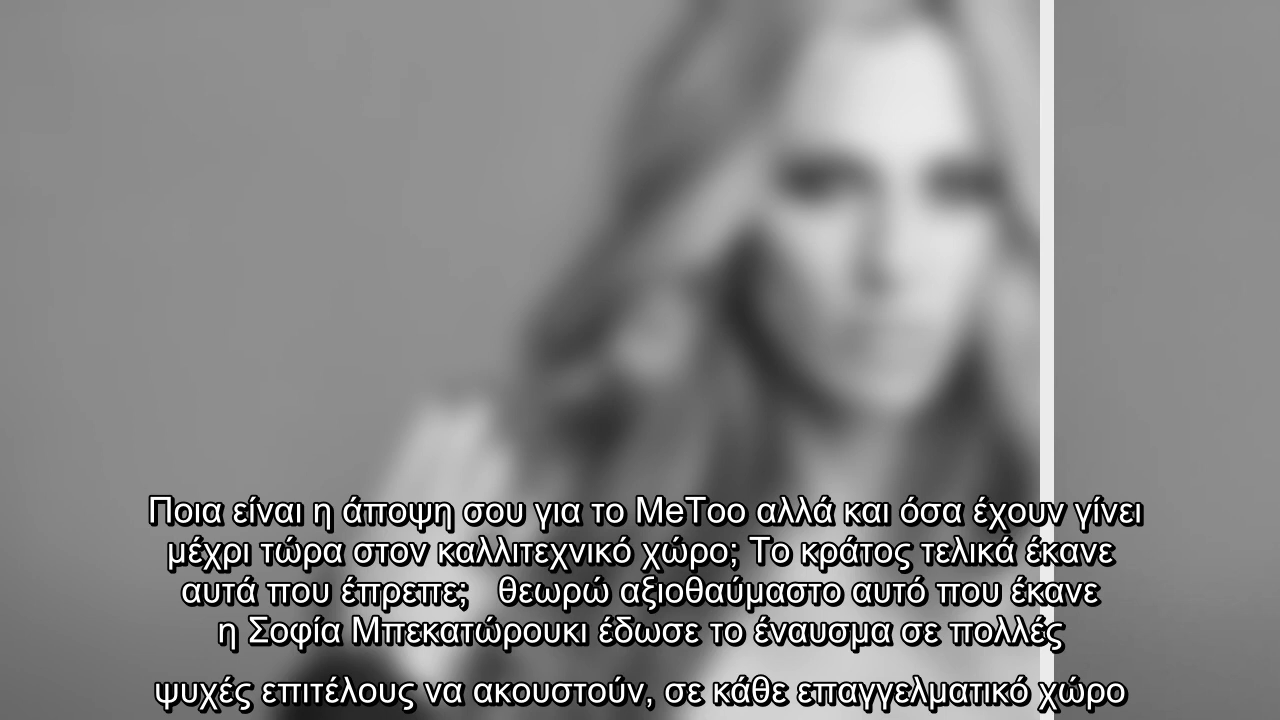 Ποια είναι η άποψη σου για το MeToo αλλά και όσα έχουν γίνει
μέχρι τώρα στον καλλιτεχνικό χώρο; Το κράτος τελικά έκανε
αυτά που έπρεπε;   θεωρώ αξιοθαύμαστο αυτό που έκανε
η Σοφία Μπεκατώρουκι έδωσε το έναυσμα σε πολλές
ψυχές επιτέλους να ακουστούν, σε κάθε επαγγελματικό χώρο